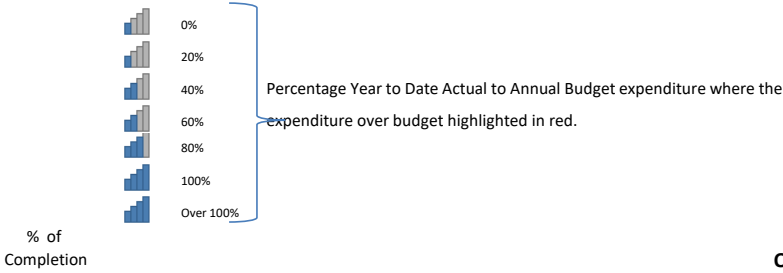 0%
20%
40%
60%
80%
100%
Over 100%
Percentage Year to Date Actual to Annual Budget expenditure where the
expenditure over budget highlighted in red.
% of
Completion